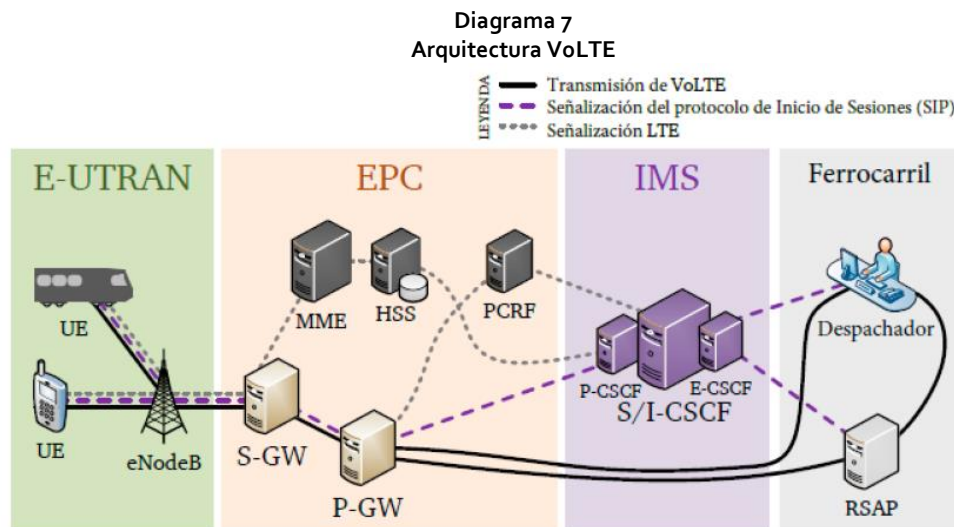 Diagrama 7
Arquitectura VoLTE
LEYENDA
Transmisión de VoLTE
Señalización del protocolo de Inicio de Sesiones (SIP)
Señalización LTE
E-UTRAN
EPC
IMS
Ferrocarril
UE
MME
HSS
PCRF
Despachador
P-CSCF
E-CSCF
S/I-CSCF
UE
eNodeB
S-GW
P-GW
RSAP